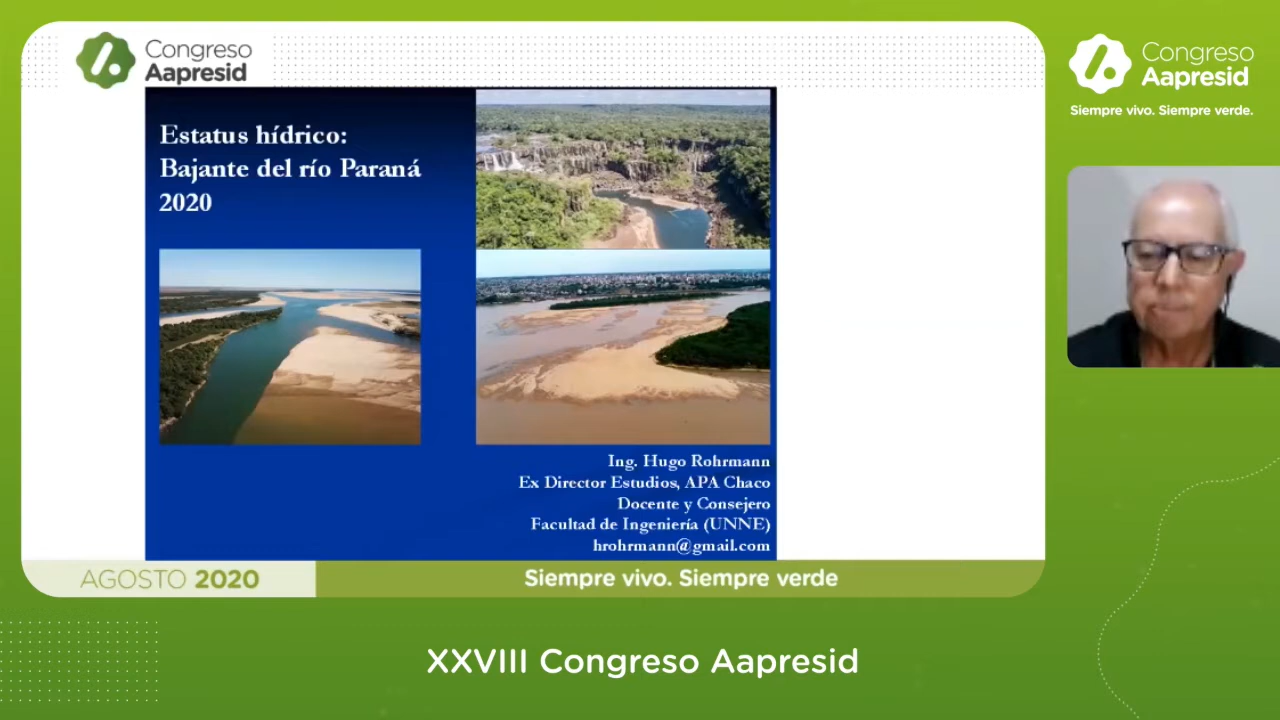 Congreso
Aapresid
Estatus hídrico:
Bajante del río Paraná
2020
Ing. Hugo Rohrmann
Ex Director Estudios, APA Chaco
Docente y Consejero
Facultad de Ingeniería (UNNE)
hrohrmann@gmail.com
AGOSTO 2020
Siempre vivo. Siempre verde
Congreso
Aapresid
Siempre vivo. Siempre verde.
XXVIII Congreso Aapresid